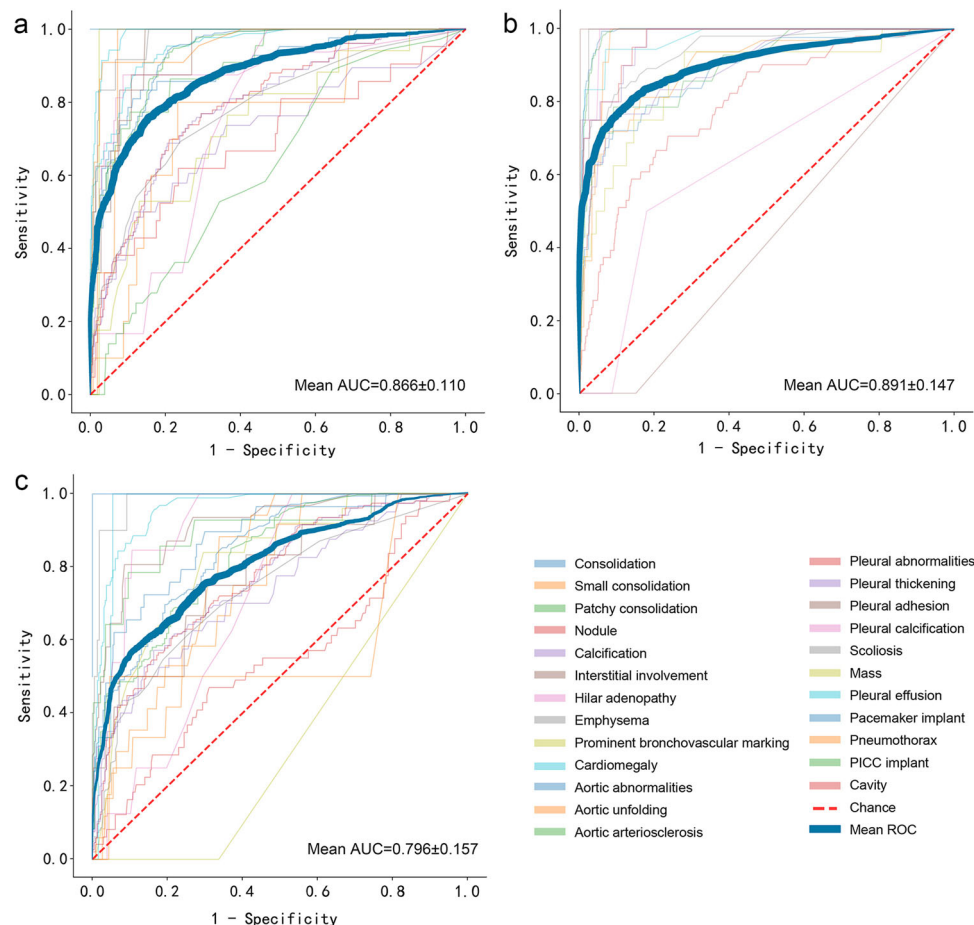 a
1.0
0.8
0.6
0.4
0.2
0.0
Sensitivity
Mean AUC=0.866±0.110
0.0 0.2 0.4 0.6 0.8 1.0
1 - Specificity
b
1.0
0.8
0.6
0.4
0.2
0.0
Sensitivity
Mean AUC=0.891±0.147
0.0 0.2 0.4 0.6 0.8 1.0
1 - Specificity
c
1.0
0.8
0.6
0.4
0.2
0.0
Sensitivity
Mean AUC=0.796±0.157
0.0 0.2 0.4 0.6 0.8 1.0
1 - Specificity
Consolidation
Small consolidation
Patchy consolidation
Nodule
Calcification
Interstitial involvement
Hilar adenopathy
Emphysema
Prominent bronchovascular marking
Cardiomegaly
Aortic abnormalities
Aortic unfolding
Aortic arteriosclerosis
Pleural abnormalities
Pleural thickening
Pleural adhesion
Pleural calcification
Scoliosis
Mass
Pleural effusion
Pacemaker implant
Pneumothorax
PICC implant
Cavity
Chance
Mean ROC